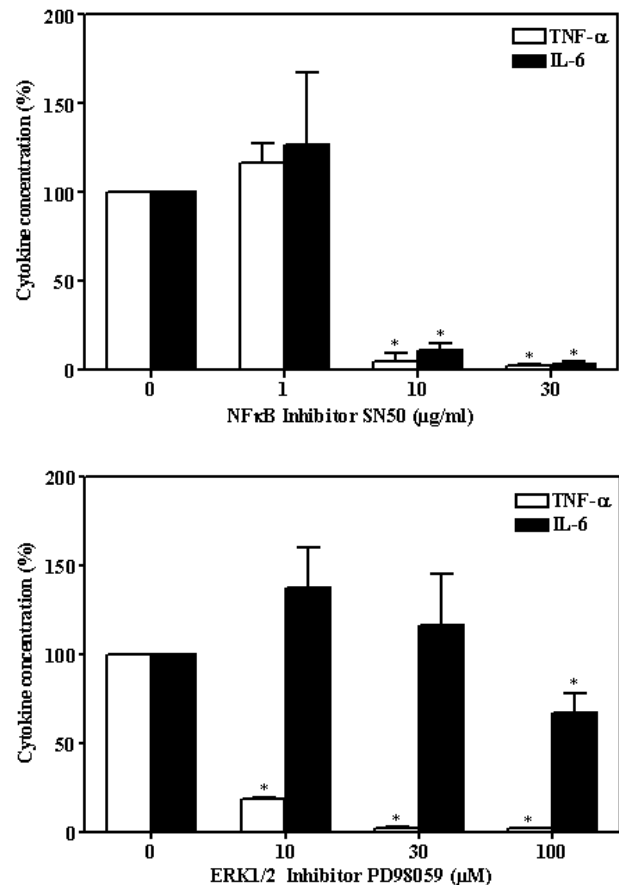 200
TNF-α
IL-6
150
Cytokine concentration (%)
100
50
* * * *
0
0 1 10 30
NFκB Inhibitor SN50 (μg/ml)
200
TNF-α
IL-6
150
Cytokine concentration (%)
100
*
50
* * *
0
0 10 30 100
ERK1/2 Inhibitor PD98059 (μM)